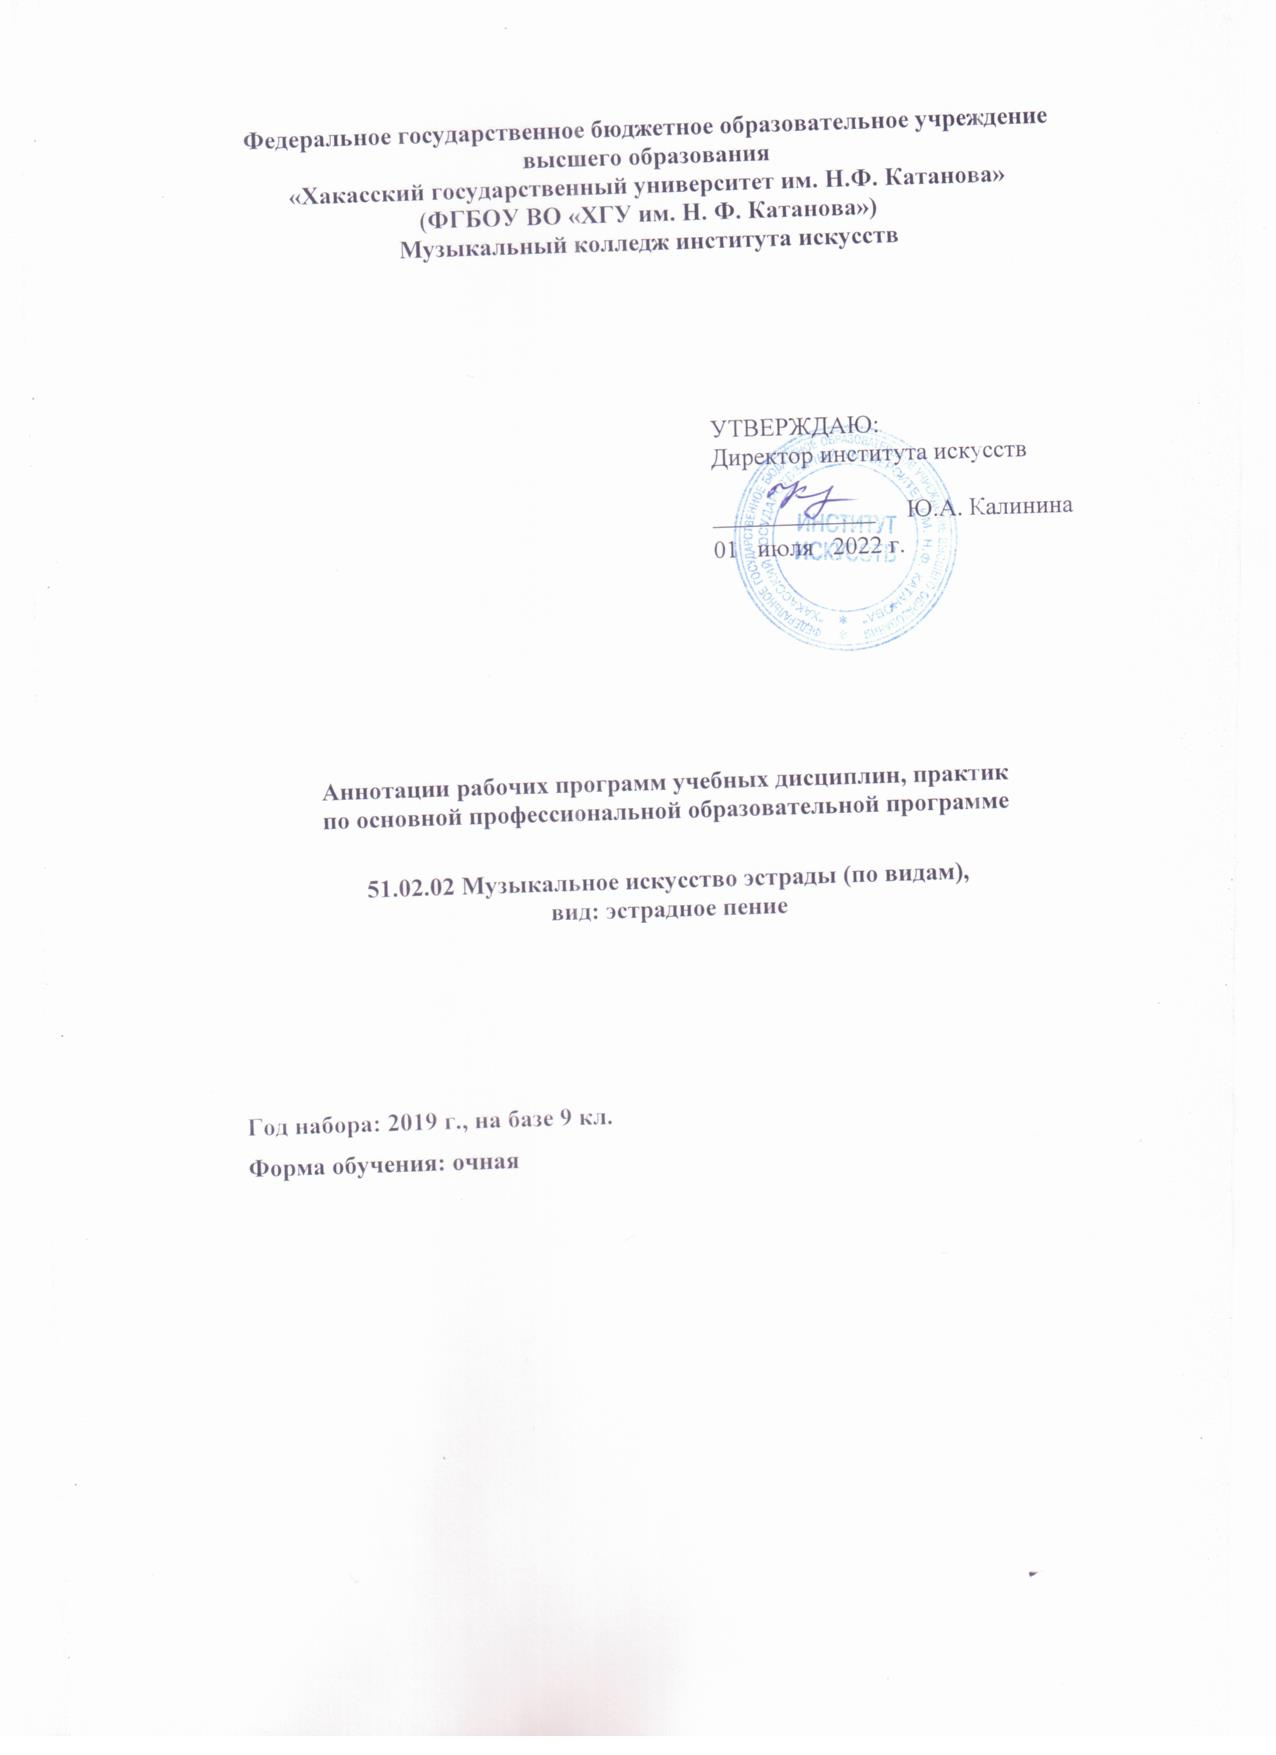 Федеральное государственное бюджетное образовательное учреждение
высшего образования
«Хакасский государственный университет им. Н.Ф. Катанова»
(ФГБОУ ВО «ХГУ им. Н. Ф. Катанова»)
Музыкальный колледж института искусств
УТВЕРЖДАЮ:
Директор института искусств
Ю.А. Калинина
01 июля 2022 г.
ИНСТИТУТ
ИСКУССТВ
Аннотации рабочих программ учебных дисциплин, практик
по основной профессиональной образовательной программе
51.02.02 Музыкальное искусство эстрады (по видам),
вид: эстрадное пение
Год набора: 2019 г., на базе 9 кл.
Форма обучения: очная